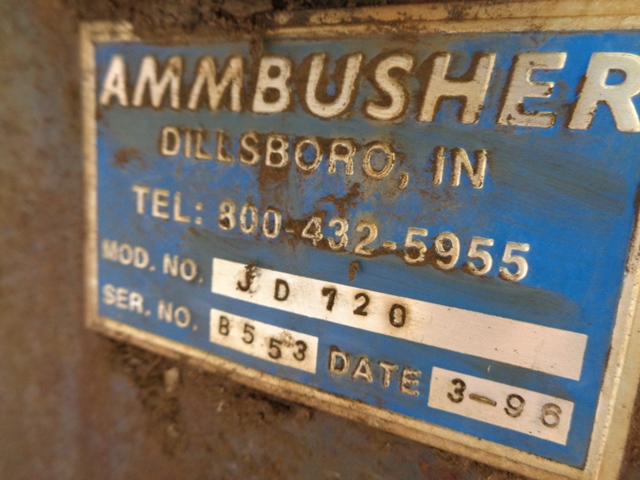 AMMBUSHER
DILLSBORO, IN
TEL: 800-432-5955
MOD. NO. JD 720
SER. NO. B553 DATE 3-96